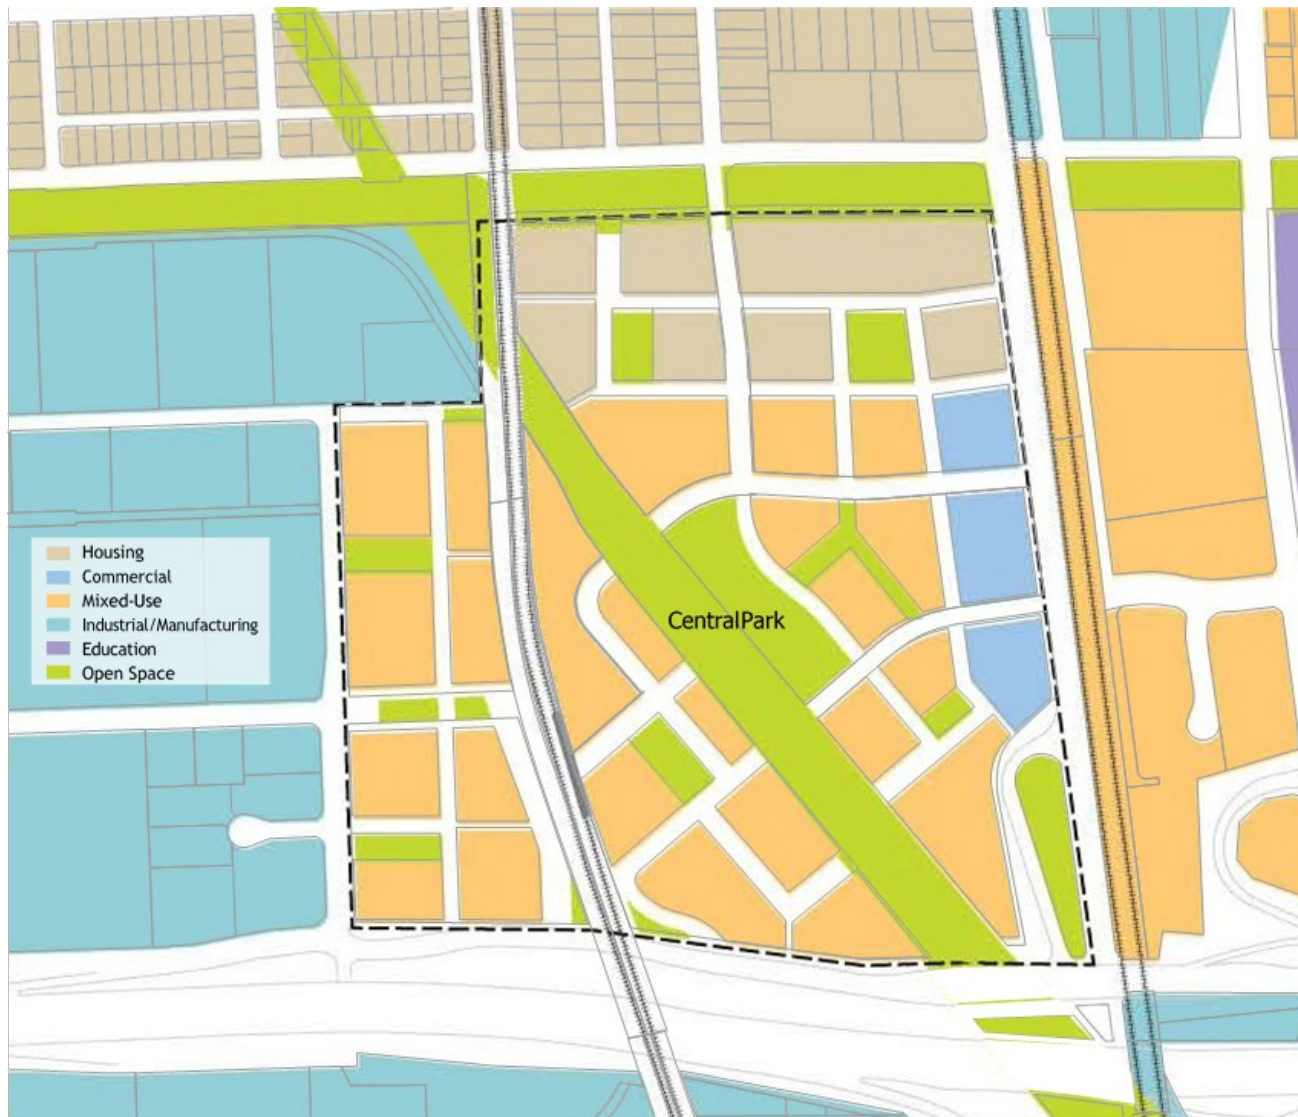 Housing
Commercial
Mixed-Use
Industrial/Manufacturing
Education
Open Space
CentralPark